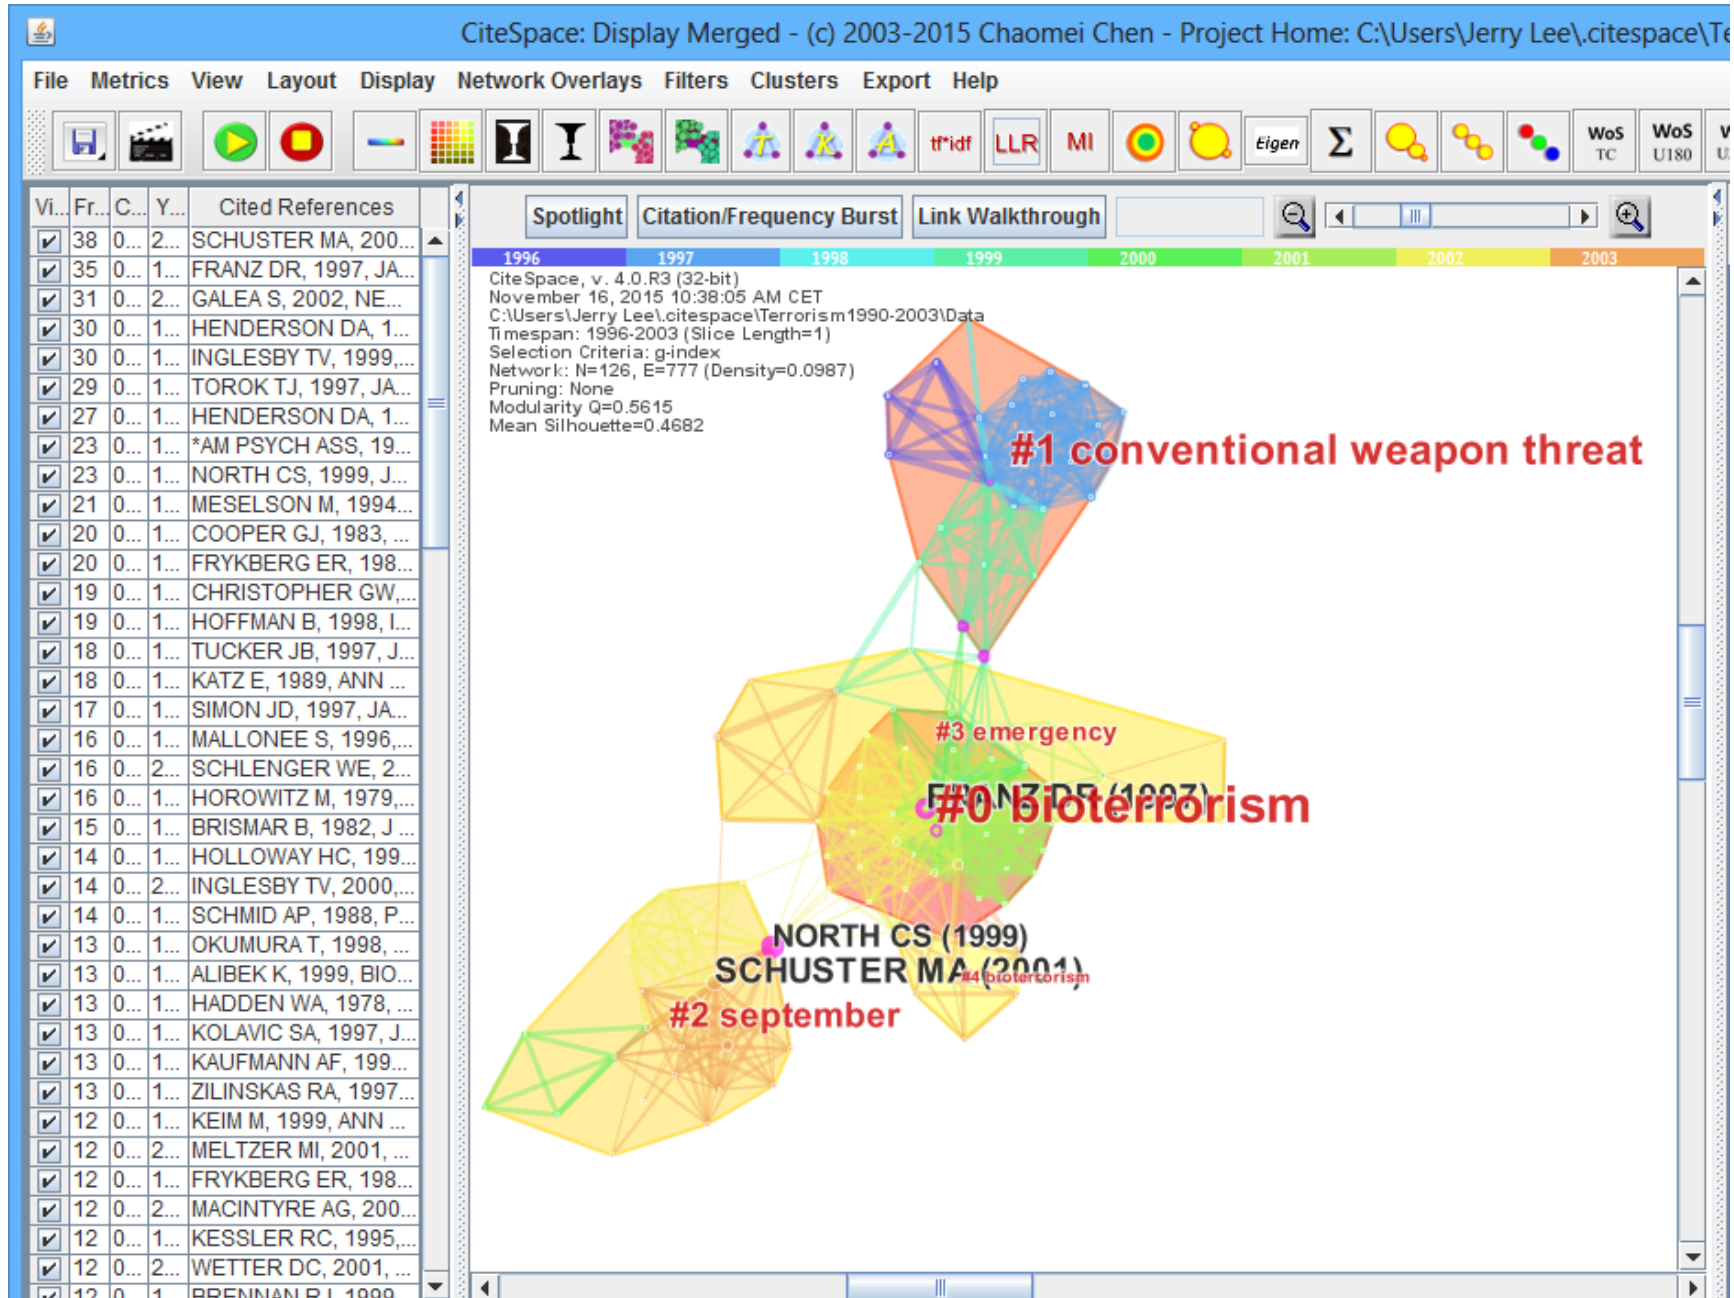 CiteSpace: Display Merged - (c) 2003-2015 Chaomei Chen - Project Home: C:\Users\Jerry Lee\.citespace\Te
File Metrics View Layout Display Network Overlays Filters Clusters Export Help
T K A tf*idf LLR MI Eigen Σ WoS TC WoS U180
Vi... Fr... C... Y... Cited References
38 0... 2... SCHUSTER MA, 200...
35 0... 1... FRANZ DR, 1997, JA...
31 0... 2... GALEA S, 2002, NE...
30 0... 1... HENDERSON DA, 1...
30 0... 1... INGLESBY TV, 1999,...
29 0... 1... TOROK TJ, 1997, JA...
27 0... 1... HENDERSON DA, 1...
23 0... 1... *AM PSYCH ASS, 19...
23 0... 1... NORTH CS, 1999, J...
21 0... 1... MESELSON M, 1994...
20 0... 1... COOPER GJ, 1983, ...
20 0... 1... FRYKBERG ER, 198...
19 0... 1... CHRISTOPHER GW,...
19 0... 1... HOFFMAN B, 1998, I...
18 0... 1... TUCKER JB, 1997, J...
18 0... 1... KATZ E, 1989, ANN ...
17 0... 1... SIMON JD, 1997, JA...
16 0... 1... MALLONEE S, 1996,...
16 0... 2... SCHLENGER WE, 2...
16 0... 1... HOROWITZ M, 1979,...
15 0... 1... BRISMAR B, 1982, J ...
14 0... 1... HOLLOWAY HC, 199...
14 0... 2... INGLESBY TV, 2000,...
14 0... 1... SCHMID AP, 1988, P...
13 0... 1... OKUMURA T, 1998, ...
13 0... 1... ALIBEK K, 1999, BIO...
13 0... 1... HADDEN WA, 1978, ...
13 0... 1... KOLAVIC SA, 1997, J...
13 0... 1... KAUFMANN AF, 199...
13 0... 1... ZILINSKAS RA, 1997...
12 0... 1... KEIM M, 1999, ANN ...
12 0... 2... MELTZER MI, 2001, ...
12 0... 1... FRYKBERG ER, 198...
12 0... 2... MACINTYRE AG, 200...
12 0... 1... KESSLER RC, 1995,...
12 0... 2... WETTER DC, 2001, ...
12 0... 1... BRENNAN RJ, 1999
Spotlight Citation/Frequency Burst Link Walkthrough
1996 1997 1998 1999 2000 2001 2002 2003
CiteSpace, v. 4.0.R3 (32-bit)
November 16, 2015 10:38:05 AM CET
C:\Users\Jerry Lee\.citespace\Terrorism1990-2003\Data
Timespan: 1996-2003 (Slice Length=1)
Selection Criteria: g-index
Network: N=126, E=777 (Density=0.0987)
Pruning: None
Modularity Q=0.5615
Mean Silhouette=0.4682
#1 conventional weapon threat
#3 emergency
FRANZ DR (1997)
#0 bioterrorism
NORTH CS (1999)
SCHUSTER MA (2001)
#4 bioterrorism
#2 september